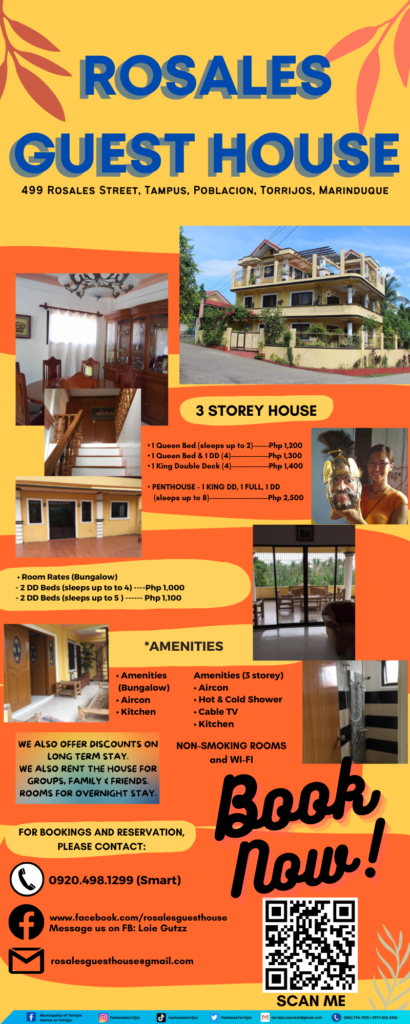 ROSALES
GUEST HOUSE
499 Rosales Street, Tampus, Poblacion, Torrijos, Marinduque
3 STOREY HOUSE
• 1 Queen Bed (sleeps up to 2)-------Php 1,200
• 1 Queen Bed & 1 DD (4)----------------Php 1,300
• 1 King Double Deck (4)----------------Php 1,400
• PENTHOUSE - 1 KING DD, 1 FULL, 1 DD
(sleeps up to 8)-------------------------Php 2,500
• Room Rates (Bungalow)
- 2 DD Beds (sleeps up to to 4) ----Php 1,000
- 2 DD Beds (sleeps up to 5 ) ------ Php 1,100
*AMENITIES
• Amenities
(Bungalow)
• Aircon
• Kitchen
Amenities (3 storey)
• Aircon
• Hot & Cold Shower
• Cable TV
• Kitchen
WE ALSO OFFER DISCOUNTS ON
LONG TERM STAY.
WE ALSO RENT THE HOUSE FOR
GROUPS, FAMILY & FRIENDS.
ROOMS FOR OVERNIGHT STAY.
NON-SMOKING ROOMS
and WI-FI
Book
Now!
FOR BOOKINGS AND RESERVATION,
PLEASE CONTACT:
0920.498.1299 (Smart)
www.facebook.com/rosalesguesthouse
Message us on FB: Loie Gutzz
rosalesguesthouse@gmail.com
SCAN ME
Municipality of Torrijos